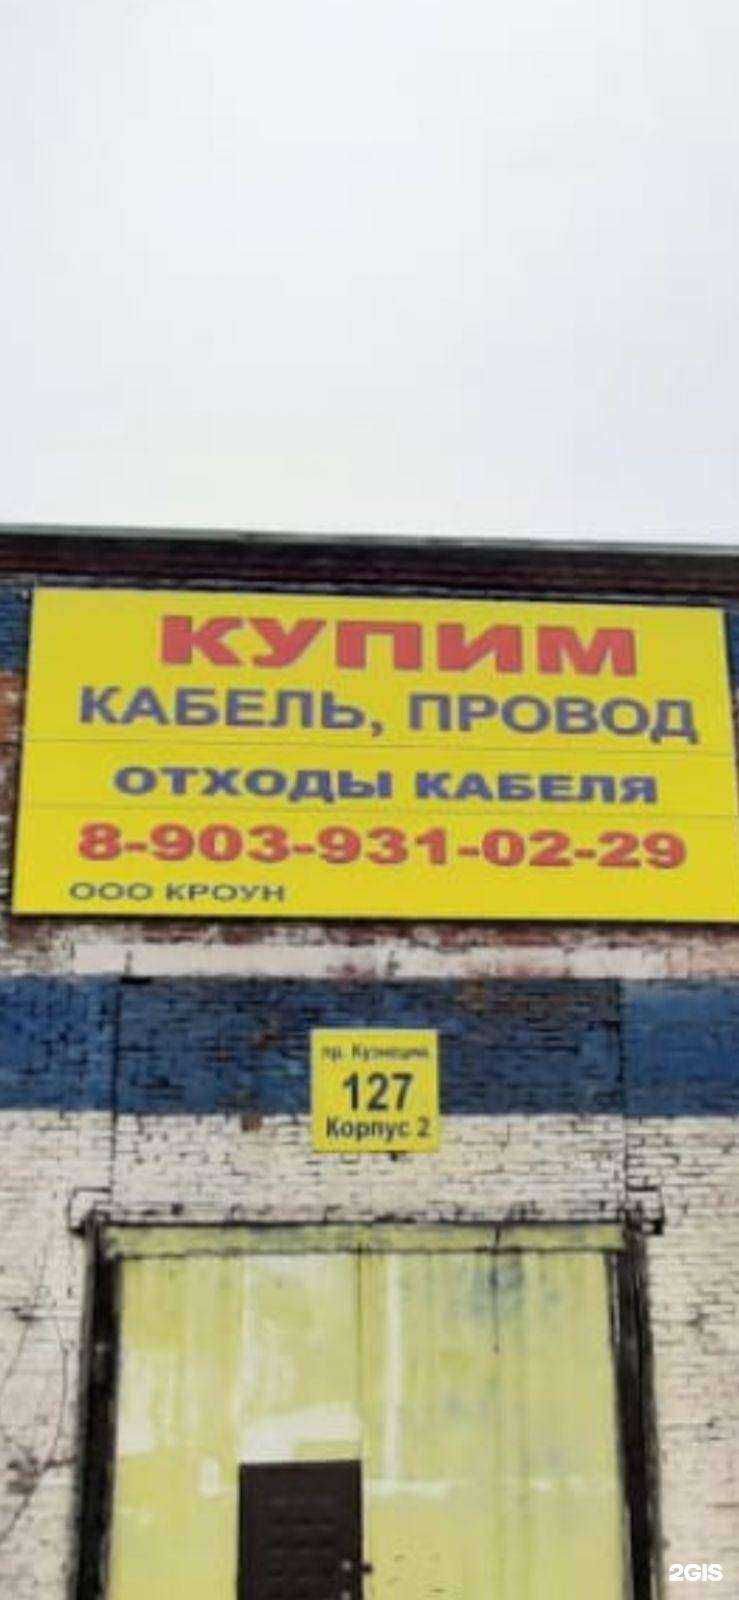 КУПИМ
КАБЕЛЬ, ПРОВОД
ОТХОДЫ КАБЕЛЯ
8-903-931-02-29
ООО КРОУН
пр. Кузнецкий
127
Корпус 2
2GIS